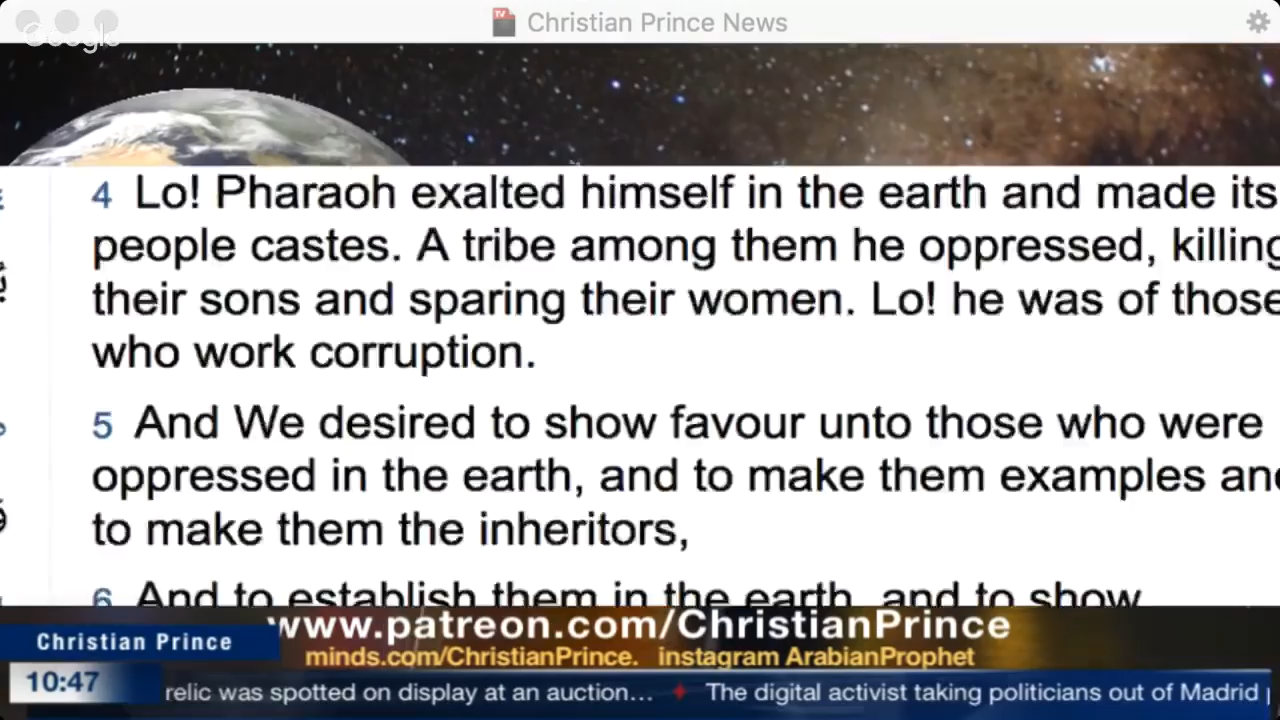 Christian Prince News
Google
4 Lo! Pharaoh exalted himself in the earth and made its
people castes. A tribe among them he oppressed, killing
their sons and sparing their women. Lo! he was of those
who work corruption.
5 And We desired to show favour unto those who were
oppressed in the earth, and to make them examples and
to make them the inheritors,
6 And to establish them in the earth, and to show
www.patreon.com/ChristianPrince
Christian Prince
minds.com/ChristianPrince. instagram ArabianProphet
10:47
relic was spotted on display at an auction... ♦ The digital activist taking politicians out of Madrid